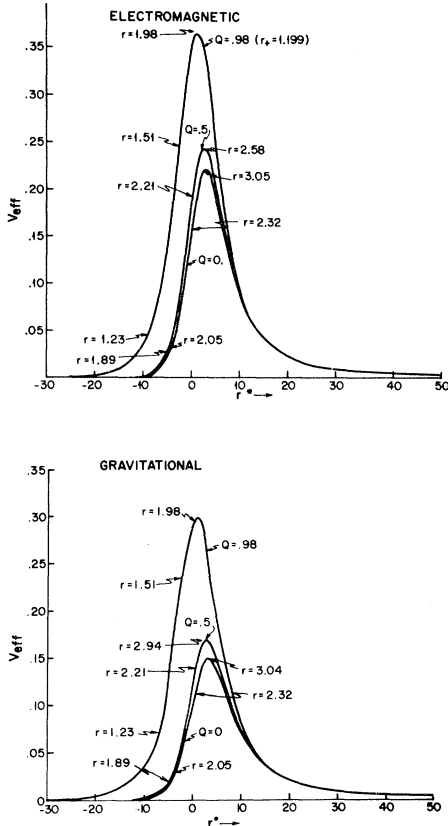 ELECTROMAGNETIC
.35
.30
.25
.20
.15
.10
.05
Veff
r=1.98
Q=.98 (r+=1.199)
r=1.51
Q=.5
r=2.58
r=3.05
r=2.21
r=2.32
Q=0.
r=1.23
r=2.05
r=1.89
-30 -20 -10 0 10 20 30 40 50
r* →
GRAVITATIONAL
.35
.30
.25
.20
.15
.10
.05
0
Veff
r=1.98
Q=.98
r=1.51
Q=.5
r=2.94
r=3.04
r=2.21
r=2.32
r=1.23
Q=0
r=1.89
r=2.05
-30 -20 -10 0 10 20 30 40 50
r* →